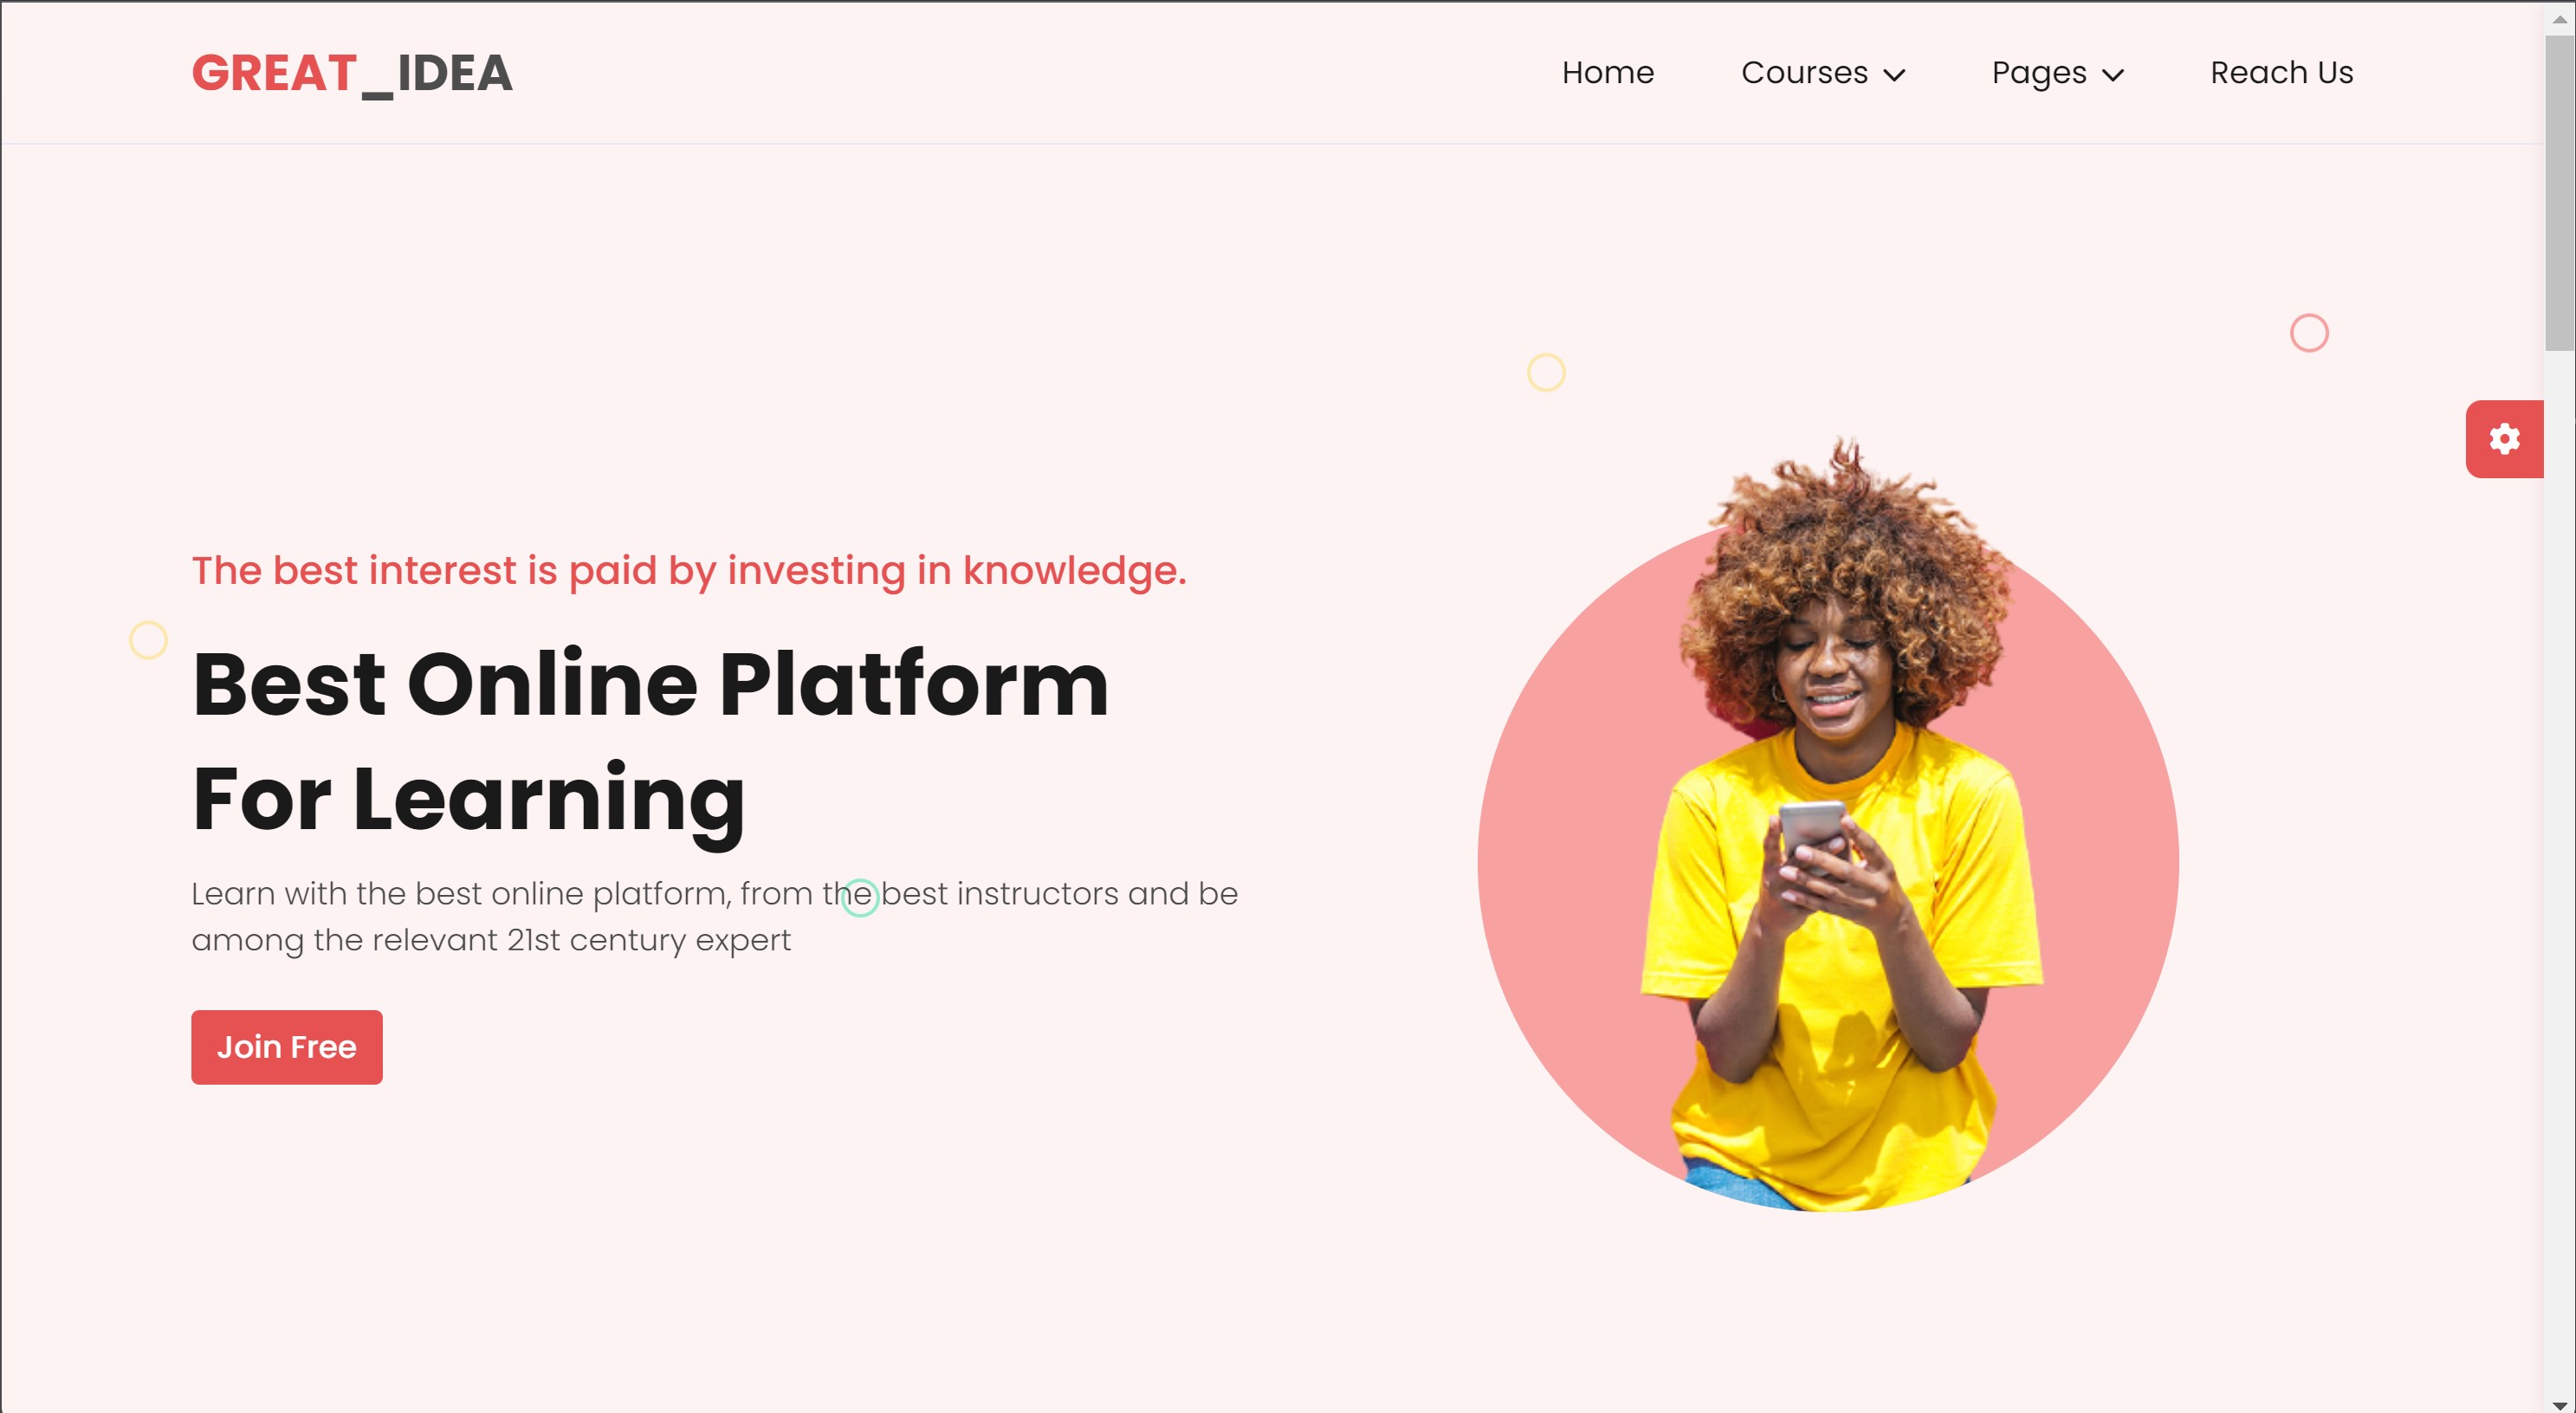 GREAT_IDEA
Home
Courses
Pages
Reach Us
The best interest is paid by investing in knowledge.
Best Online Platform
For Learning
Learn with the best online platform, from the best instructors and be
among the relevant 21st century expert
Join Free